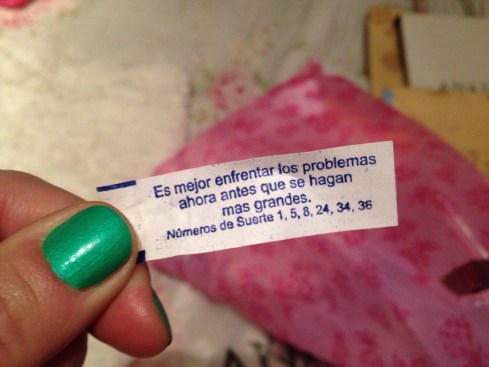 Es mejor enfrentar los problemas
ahora antes que se hagan
mas grandes.
Números de Suerte 1, 5, 8, 24, 34, 36